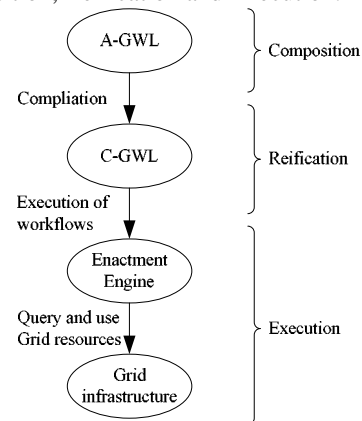 A-GWL
Composition
Compliation
C-GWL
Reification
Execution of
workflows
Enactment
Engine
Query and use
Grid resources
Execution
Grid
infrastructure